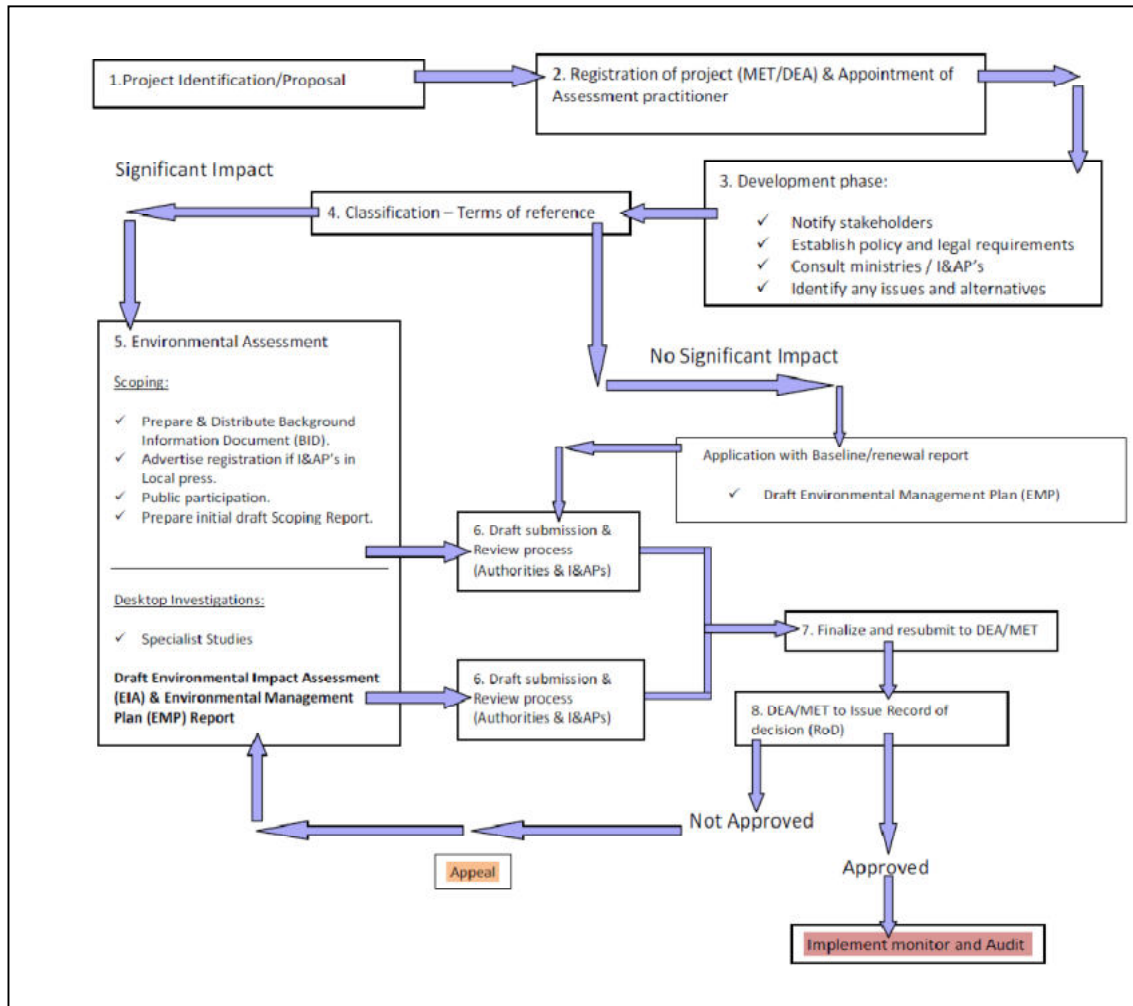 1.Project Identification/Proposal
2. Registration of project (MET/DEA) & Appointment of
Assessment practitioner
Significant Impact
3. Development phase:
✓ Notify stakeholders
✓ Establish policy and legal requirements
✓ Consult ministries / I&AP's
✓ Identify any issues and alternatives
4. Classification – Terms of reference
5. Environmental Assessment
Scoping:
✓ Prepare & Distribute Background
Information Document (BID).
✓ Advertise registration if I&AP's in
Local press.
✓ Public participation.
✓ Prepare initial draft Scoping Report.
Desktop Investigations:
✓ Specialist Studies
Draft Environmental Impact Assessment
(EIA) & Environmental Management
Plan (EMP) Report
No Significant Impact
Application with Baseline/renewal report
✓ Draft Environmental Management Plan (EMP)
6. Draft submission &
Review process
(Authorities & I&APs)
6. Draft submission &
Review process
(Authorities & I&APs)
7. Finalize and resubmit to DEA/MET
8. DEA/MET to Issue Record of
decision (RoD)
Not Approved
Appeal
Approved
Implement monitor and Audit